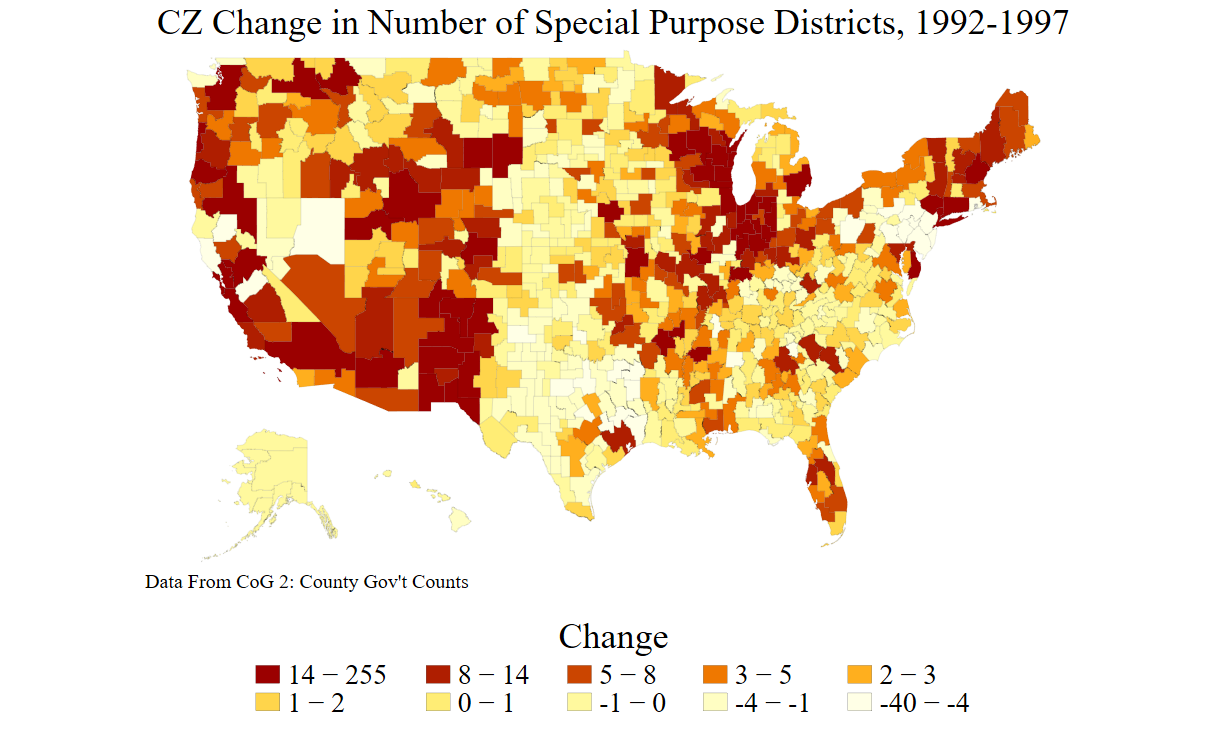 CZ Change in Number of Special Purpose Districts, 1992-1997
Data From CoG 2: County Gov't Counts
Change
14 − 255 8 − 14 5 − 8 3 − 5 2 − 3
1 − 2 0 − 1 -1 − 0 -4 − -1 -40 − -4